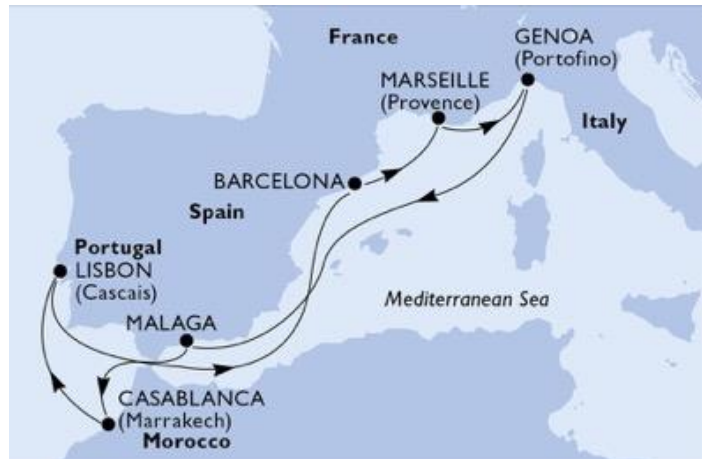 France
GENOA
(Portofino)
MARSEILLE
(Provence)
Italy
BARCELONA
Spain
Portugal
LISBON
(Cascais)
Mediterranean Sea
MALAGA
CASABLANCA
(Marrakech)
Morocco